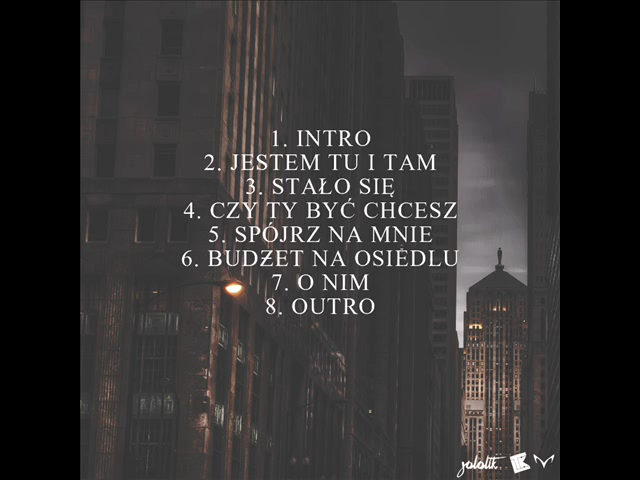 1. INTRO
2. JESTEM TU I TAM
3. STAŁO SIĘ
4. CZY TY BYĆ CHCESZ
5. SPÓJRZ NA MNIE
6. BUDŻET NA OSIEDLU
7. O NIM
8. OUTRO